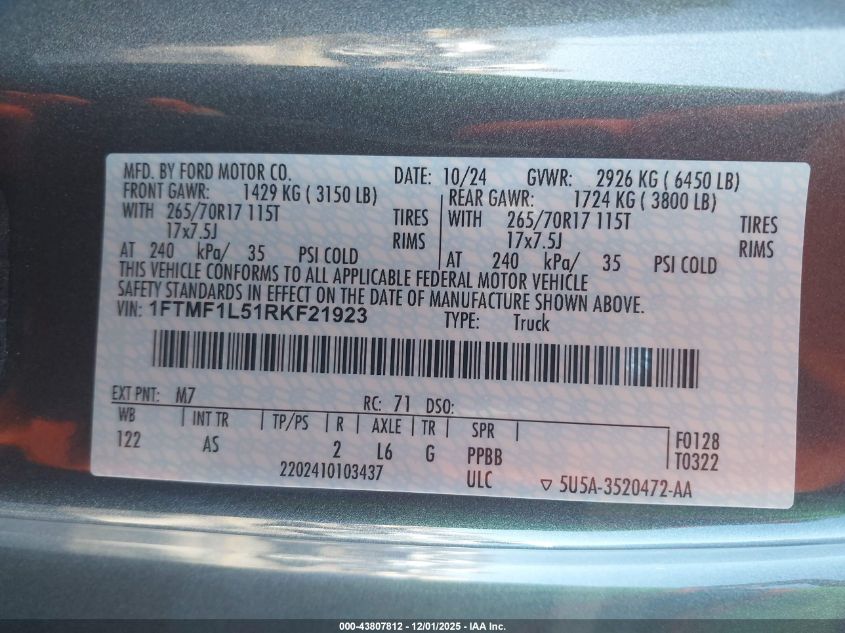 MFD. BY FORD MOTOR CO. DATE: 10/24 GVWR: 2926 KG ( 6450 LB)
FRONT GAWR: 1429 KG ( 3150 LB) REAR GAWR: 1724 KG ( 3800 LB)
WITH 265/70R17 115T TIRES WITH 265/70R17 115T TIRES
17x7.5J RIMS 17x7.5J RIMS
AT 240 kPa/ 35 PSI COLD AT 240 kPa/ 35 PSI COLD
THIS VEHICLE CONFORMS TO ALL APPLICABLE FEDERAL MOTOR VEHICLE
SAFETY STANDARDS IN EFFECT ON THE DATE OF MANUFACTURE SHOWN ABOVE.
VIN: 1FTMF1L51RKF21923 TYPE: Truck
EXT PNT: M7 RC: 71 DSO:
WB INT TR TP/PS R AXLE TR SPR F0128
122 AS 2 L6 G PPBB T0322
2202410103437 ULC 5U5A-3520472-AA
000-43807812 - 12/01/2025 - IAA Inc.